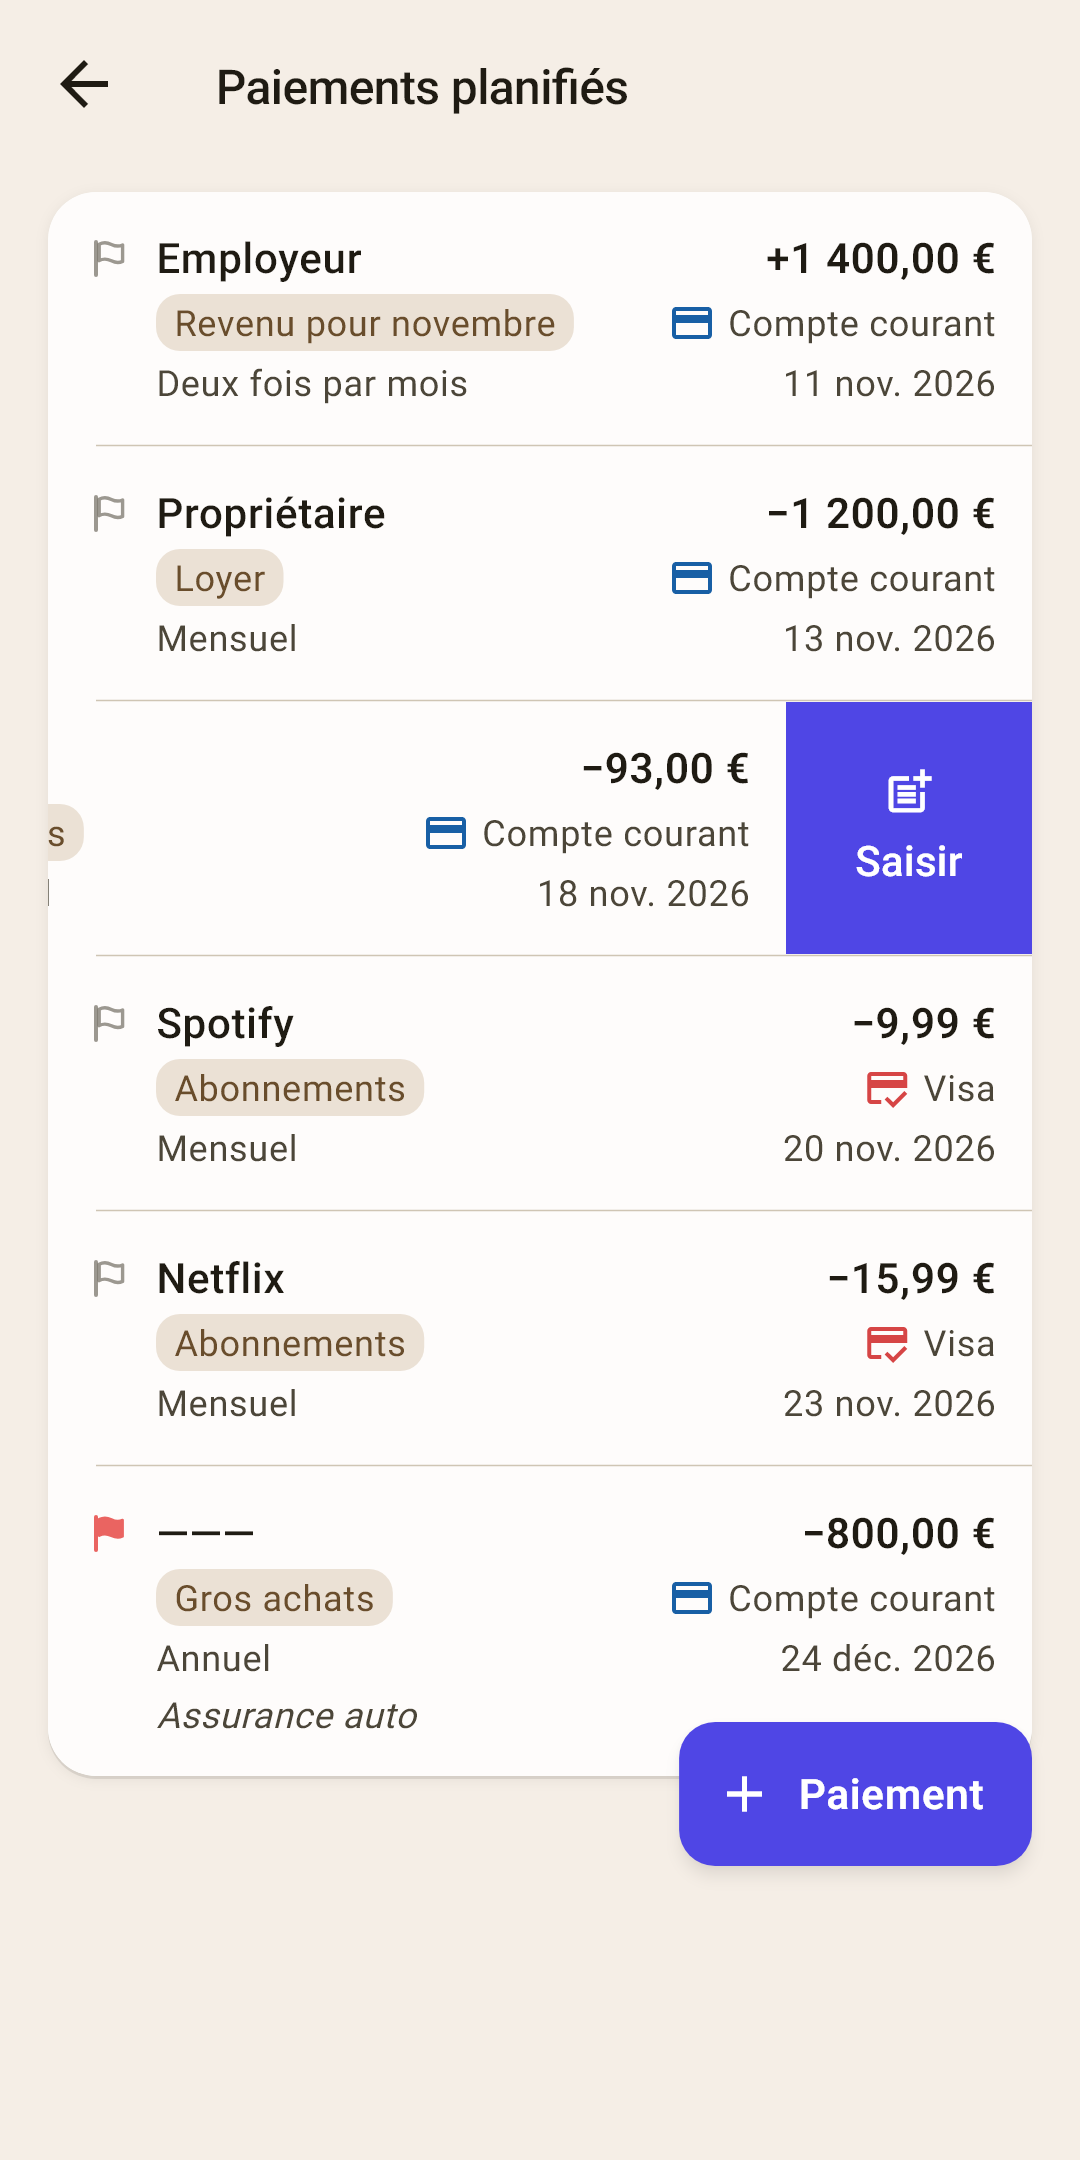 Paiements planifiés
Employeur +1 400,00 €
Revenu pour novembre Compte courant
Deux fois par mois 11 nov. 2026
Propriétaire −1 200,00 €
Loyer Compte courant
Mensuel 13 nov. 2026
−93,00 €
s Compte courant
18 nov. 2026
Saisir
Spotify −9,99 €
Abonnements Visa
Mensuel 20 nov. 2026
Netflix −15,99 €
Abonnements Visa
Mensuel 23 nov. 2026
——— −800,00 €
Gros achats Compte courant
Annuel 24 déc. 2026
Assurance auto
+ Paiement